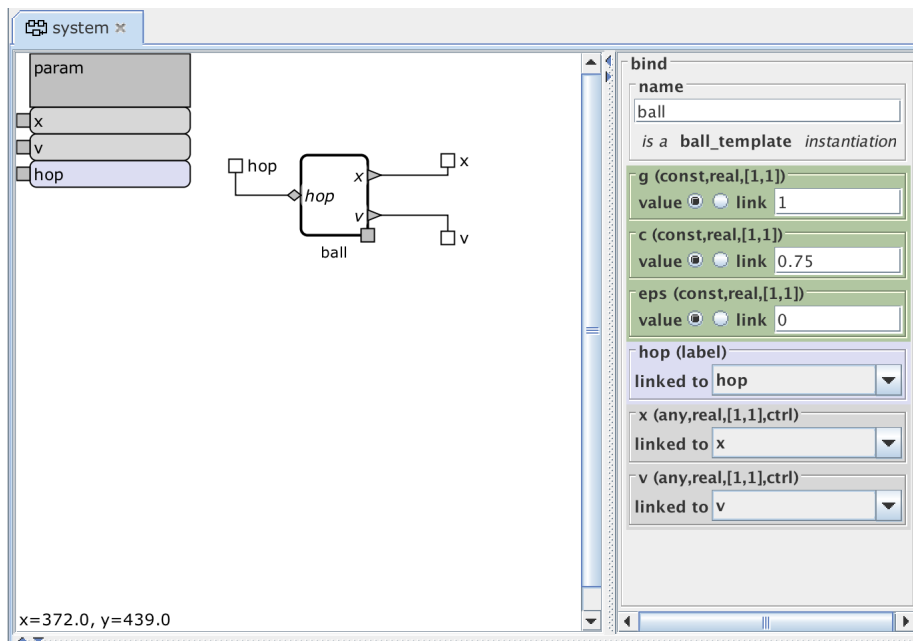 system
param
x
v
hop
hop
hop
x
v
ball
x
v
x=372.0, y=439.0
bind
name
ball
is a ball_template instantiation
g (const,real,[1,1])
value link 1
c (const,real,[1,1])
value link 0.75
eps (const,real,[1,1])
value link 0
hop (label)
linked to hop
x (any,real,[1,1],ctrl)
linked to x
v (any,real,[1,1],ctrl)
linked to v